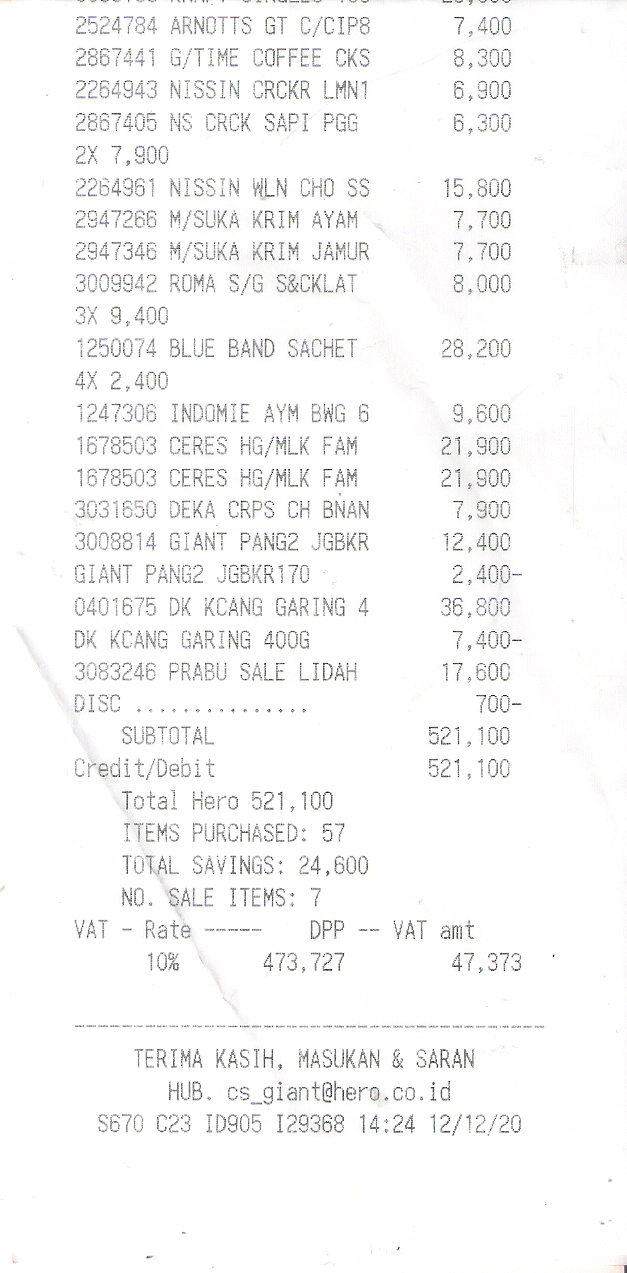 2524784 ARNOTTS GT C/CIP8 7,400
2867441 G/TIME COFFEE CKS 8,300
2264943 NISSIN CRCKR LMN1 6,900
2867405 NS CRCK SAPI PGG 6,300
2X 7,900
2264961 NISSIN WLN CHO SS 15,800
2947266 M/SUKA KRIM AYAM 7,700
2947346 M/SUKA KRIM JAMUR 7,700
3009942 ROMA S/G S&CKLAT 8,000
3X 9,400
1250074 BLUE BAND SACHET 28,200
4X 2,400
1247306 INDOMIE AYM BWG 6 9,600
1678503 CERES HG/MLK FAM 21,900
1678503 CERES HG/MLK FAM 21,900
3031650 DEKA CRPS CH BNAN 7,900
3008814 GIANT PANG2 JGBKR 12,400
GIANT PANG2 JGBKR170 2,400-
0401675 DK KCANG GARING 4 36,800
DK KCANG GARING 400G 7,400-
3083246 PRABU SALE LIDAH 17,600
DISC ............... 700-
SUBTOTAL 521,100
Credit/Debit 521,100
Total Hero 521,100
ITEMS PURCHASED: 57
TOTAL SAVINGS: 24,600
NO. SALE ITEMS: 7
VAT - Rate ----- DPP -- VAT amt
10% 473,727 47,373
TERIMA KASIH, MASUKAN & SARAN
HUB. cs_giant@hero.co.id
S670 C23 ID905 I29368 14:24 12/12/20